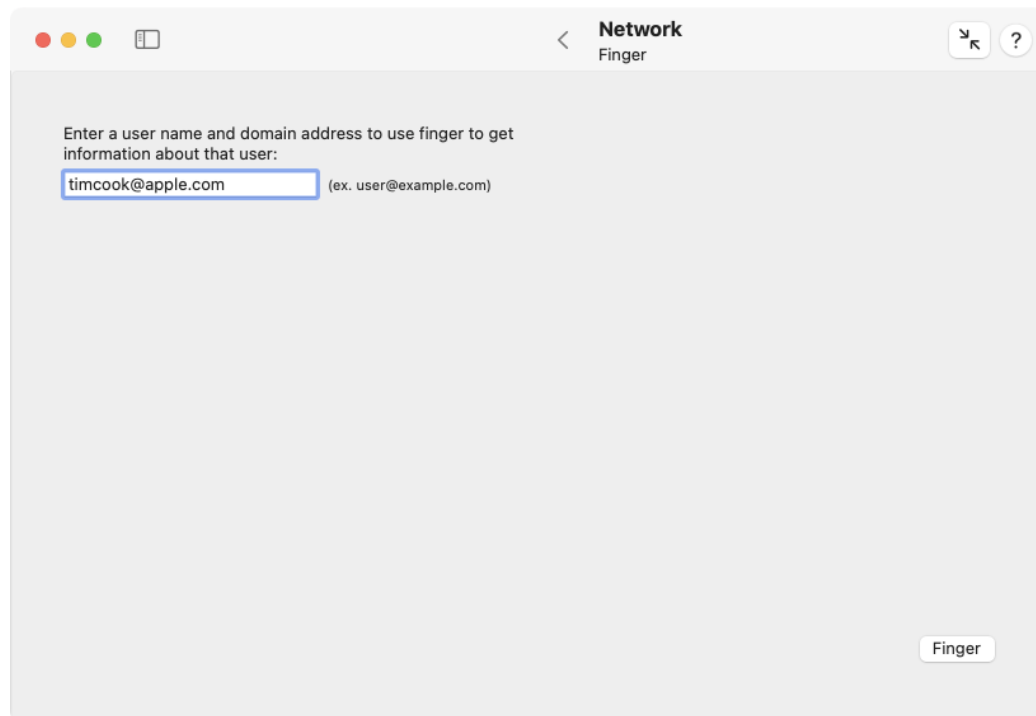 Network
Finger
?
Enter a user name and domain address to use finger to get
information about that user:
timcook@apple.com (ex. user@example.com)
Finger